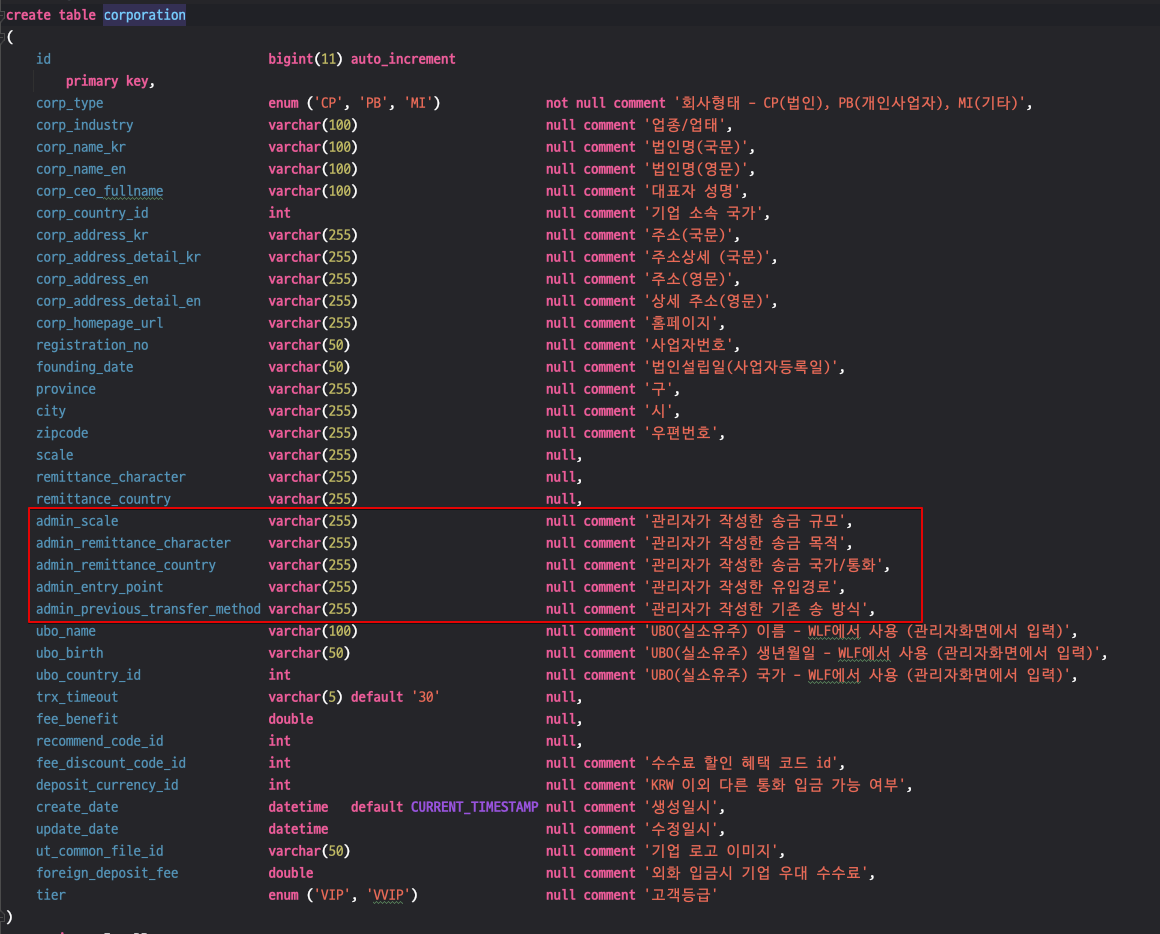 create table corporation
(
id bigint(11) auto_increment
primary key,
corp_type enum ('CP', 'PB', 'MI') not null comment '회사형태 - CP(법인), PB(개인사업자), MI(기타)',
corp_industry varchar(100) null comment '업종/업태',
corp_name_kr varchar(100) null comment '법인명(국문)',
corp_name_en varchar(100) null comment '법인명(영문)',
corp_ceo_fullname varchar(100) null comment '대표자 성명',
corp_country_id int null comment '기업 소속 국가',
corp_address_kr varchar(255) null comment '주소(국문)',
corp_address_detail_kr varchar(255) null comment '주소상세 (국문)',
corp_address_en varchar(255) null comment '주소(영문)',
corp_address_detail_en varchar(255) null comment '상세 주소(영문)',
corp_homepage_url varchar(255) null comment '홈페이지',
registration_no varchar(50) null comment '사업자번호',
founding_date varchar(50) null comment '법인설립일(사업자등록일)',
province varchar(255) null comment '구',
city varchar(255) null comment '시',
zipcode varchar(255) null comment '우편번호',
scale varchar(255) null,
remittance_character varchar(255) null,
remittance_country varchar(255) null,
admin_scale varchar(255) null comment '관리자가 작성한 송금 규모',
admin_remittance_character varchar(255) null comment '관리자가 작성한 송금 목적',
admin_remittance_country varchar(255) null comment '관리자가 작성한 송금 국가/통화',
admin_entry_point varchar(255) null comment '관리자가 작성한 유입경로',
admin_previous_transfer_method varchar(255) null comment '관리자가 작성한 기존 송 방식',
ubo_name varchar(100) null comment 'UBO(실소유주) 이름 - WLF에서 사용 (관리자화면에서 입력)',
ubo_birth varchar(50) null comment 'UBO(실소유주) 생년월일 - WLF에서 사용 (관리자화면에서 입력)',
ubo_country_id int null comment 'UBO(실소유주) 국가 - WLF에서 사용 (관리자화면에서 입력)',
trx_timeout varchar(5) default '30' null,
fee_benefit double null,
recommend_code_id int null,
fee_discount_code_id int null comment '수수료 할인 혜택 코드 id',
deposit_currency_id int null comment 'KRW 이외 다른 통화 입금 가능 여부',
create_date datetime default CURRENT_TIMESTAMP null comment '생성일시',
update_date datetime null comment '수정일시',
ut_common_file_id varchar(50) null comment '기업 로고 이미지',
foreign_deposit_fee double null comment '외화 입금시 기업 우대 수수료',
tier enum ('VIP', 'VVIP') null comment '고객등급'
)